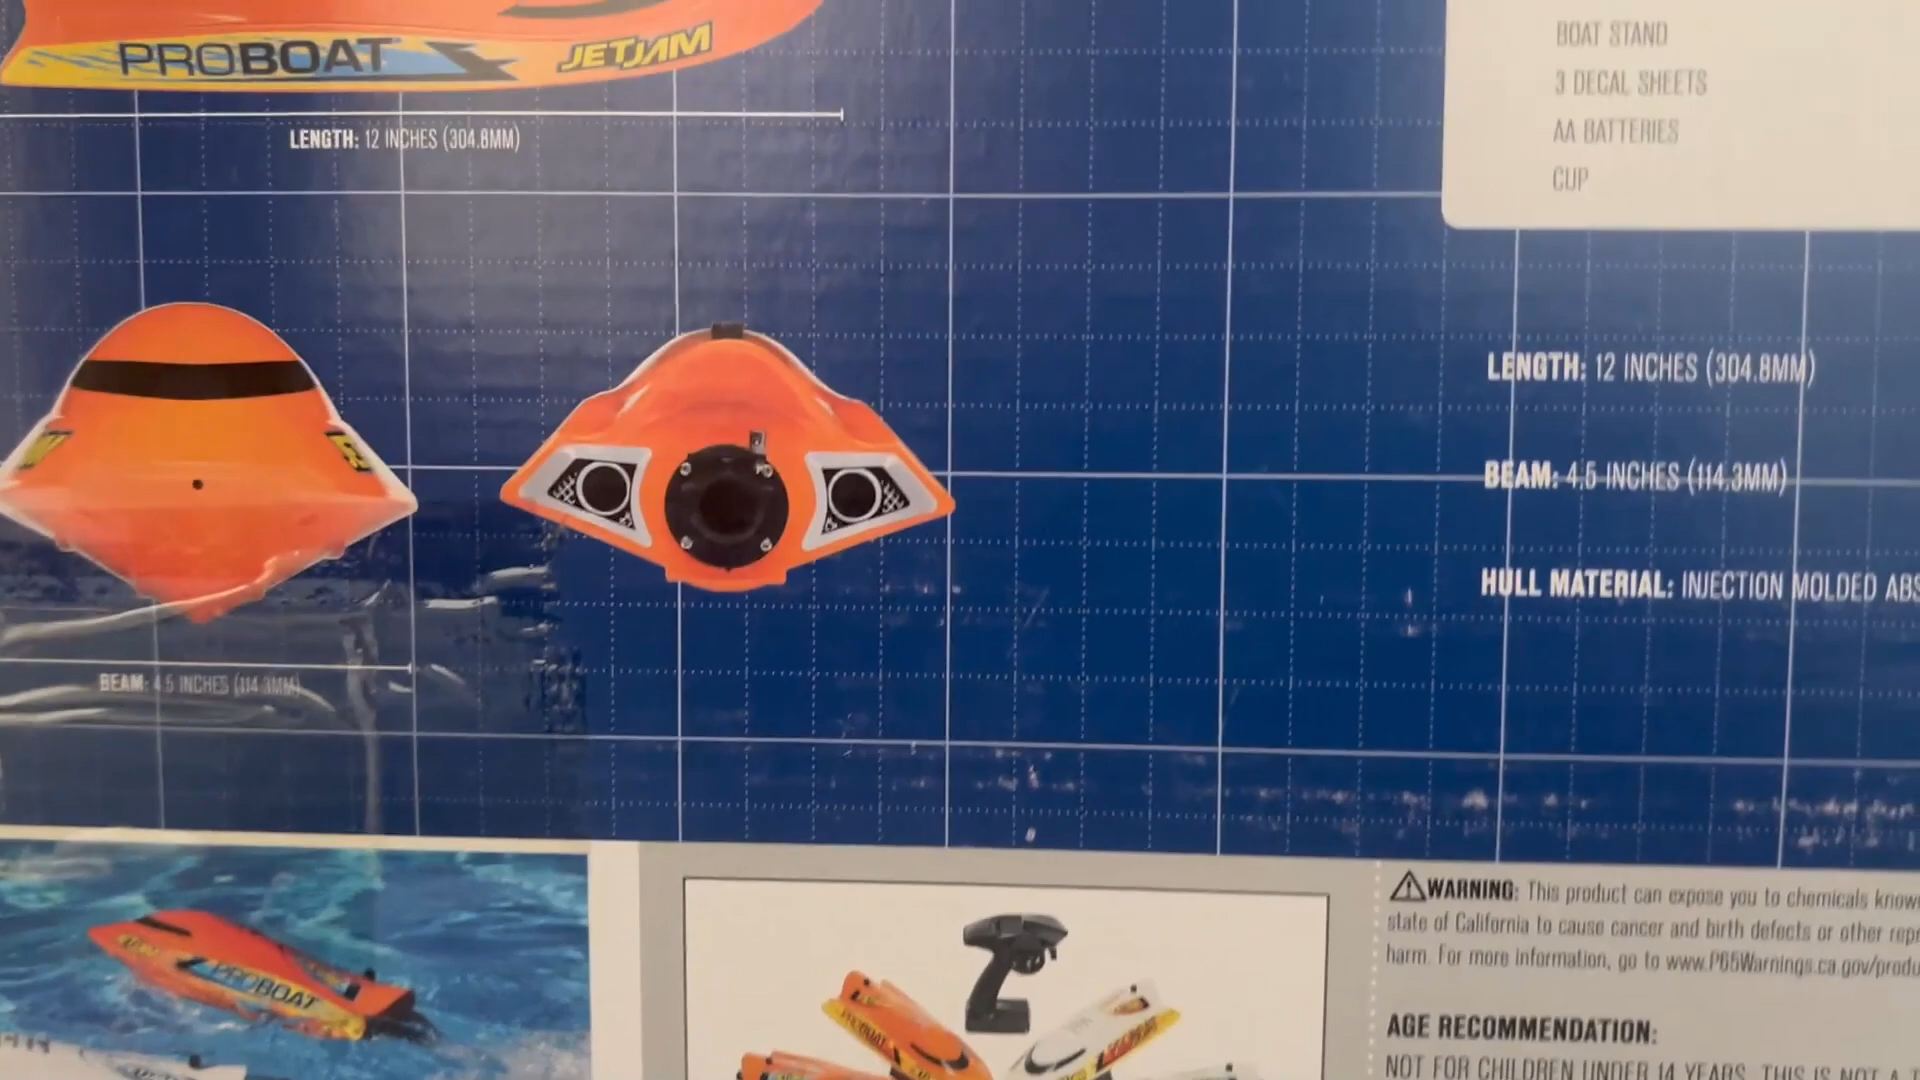 PROBOAT JETJAM
LENGTH: 12 INCHES (304.8MM)
BOAT STAND
3 DECAL SHEETS
AA BATTERIES
CUP
LENGTH: 12 INCHES (304.8MM)
BEAM: 4.5 INCHES (114.3MM)
HULL MATERIAL: INJECTION MOLDED ABS
BEAM: 4.5 INCHES (114.3MM)
PROBOAT
PROBOAT
⚠WARNING: This product can expose you to chemicals know
state of California to cause cancer and birth defects or other repr
harm. For more information, go to www.P65Warnings.ca.gov/produ
AGE RECOMMENDATION:
NOT FOR CHILDREN UNDER 14 YEARS. THIS IS NOT A T